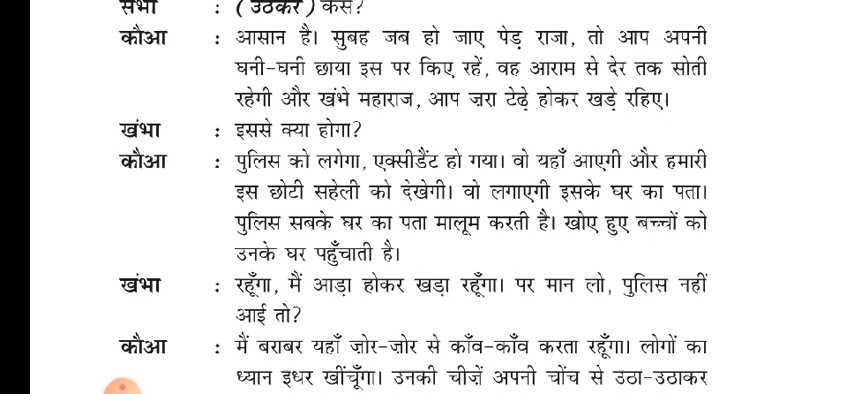 सभी : ( उठकर ) कैसे?
कौआ : आसान है। सुबह जब हो जाए पेड़ राजा, तो आप अपनी
घनी-घनी छाया इस पर किए रहें, वह आराम से देर तक सोती
रहेगी और खंभे महाराज, आप ज़रा टेढ़े होकर खड़े रहिए।
खंभा : इससे क्या होगा?
कौआ : पुलिस को लगेगा, एक्सीडैंट हो गया। वो यहाँ आएगी और हमारी
इस छोटी सहेली को देखेगी। वो लगाएगी इसके घर का पता।
पुलिस सबके घर का पता मालूम करती है। खोए हुए बच्चों को
उनके घर पहुँचाती है।
खंभा : रहूँगा, मैं आड़ा होकर खड़ा रहूँगा। पर मान लो, पुलिस नहीं
आई तो?
कौआ : मैं बराबर यहाँ ज़ोर-ज़ोर से काँव-काँव करता रहूँगा। लोगों का
ध्यान इधर खींचूँगा। उनकी चीज़ें अपनी चोंच से उठा-उठाकर